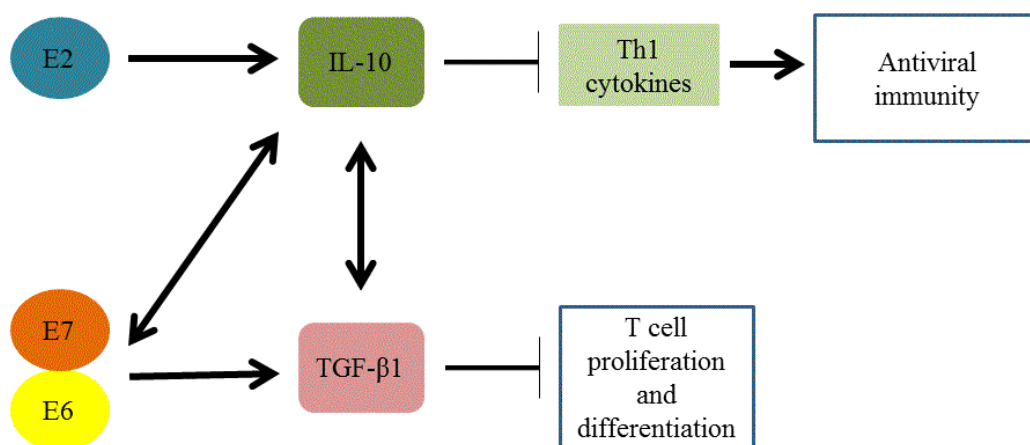 E2
IL-10
Th1
cytokines
Antiviral
immunity
E7
E6
TGF-β1
T cell
proliferation
and
differentiation